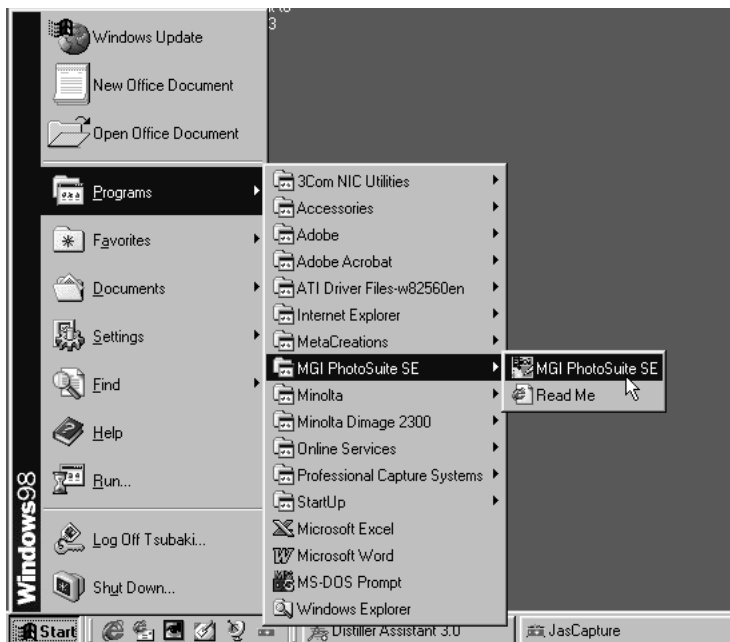 3
Windows Update
New Office Document
Open Office Document
Programs
Favorites
Documents
Settings
Find
Help
Run...
Log Off Tsubaki...
Shut Down...
Windows98
3Com NIC Utilities
Accessories
Adobe
Adobe Acrobat
ATI Driver Files-w82560en
Internet Explorer
MetaCreations
MGI PhotoSuite SE
Minolta
Minolta Dimage 2300
Online Services
Professional Capture Systems
StartUp
Microsoft Excel
Microsoft Word
MS-DOS Prompt
Windows Explorer
MGI PhotoSuite SE
Read Me
Start
Distiller Assistant 3.0
JasCapture